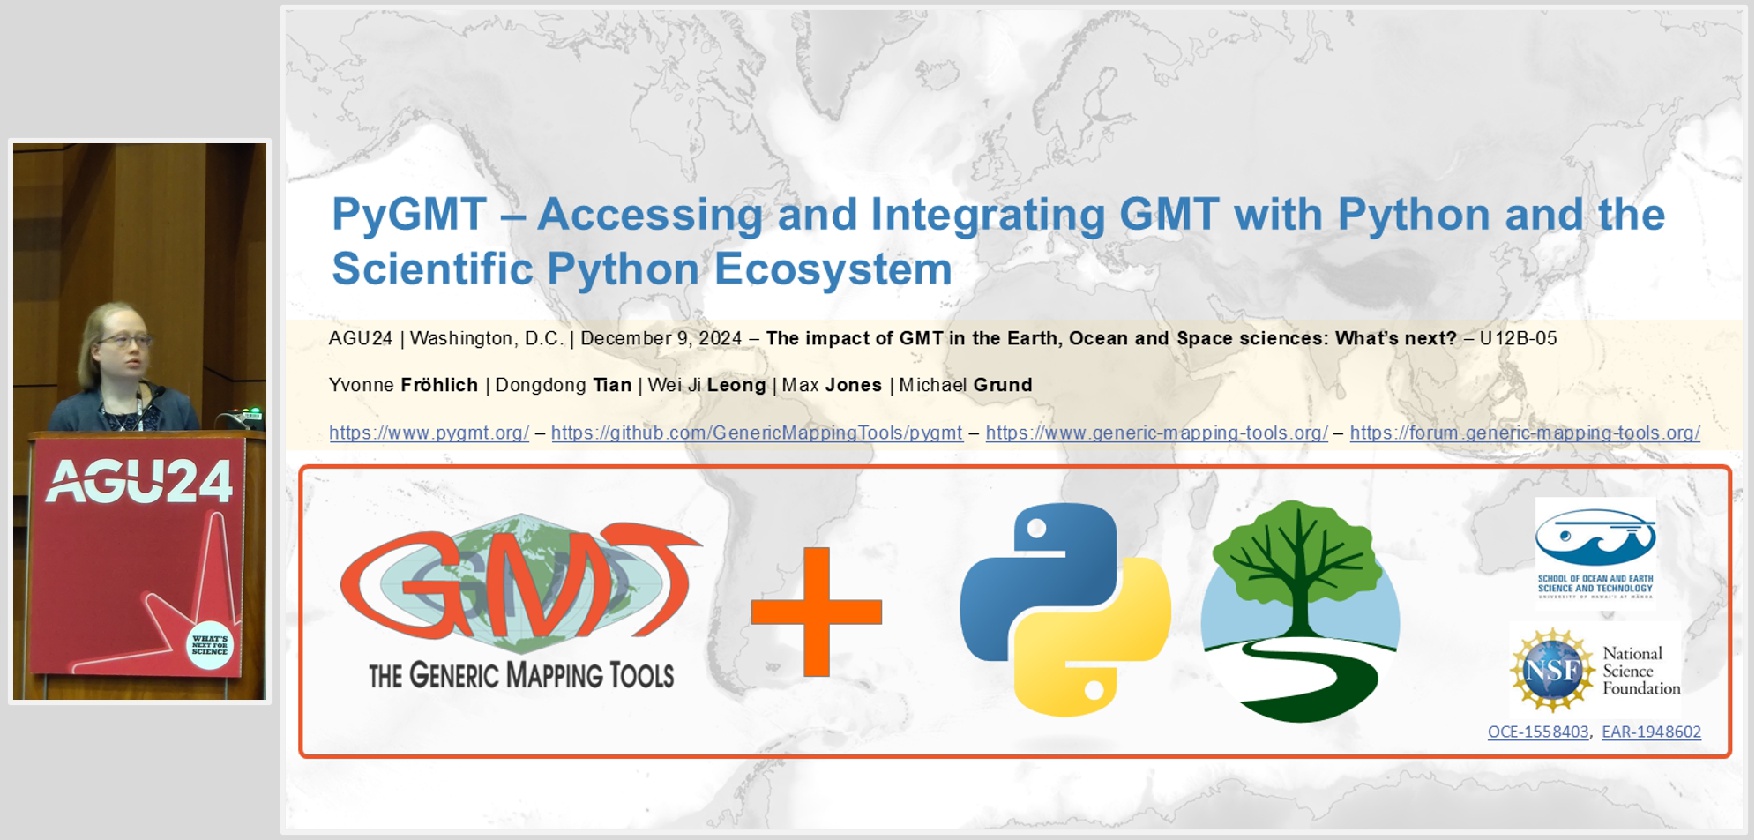 AGU24
WHAT'S
NEXT FOR
SCIENCE
PyGMT – Accessing and Integrating GMT with Python and the
Scientific Python Ecosystem
AGU24 | Washington, D.C. | December 9, 2024 – The impact of GMT in the Earth, Ocean and Space sciences: What's next? – U12B-05
Yvonne Fröhlich | Dongdong Tian | Wei Ji Leong | Max Jones | Michael Grund
https://www.pygmt.org/ – https://github.com/GenericMappingTools/pygmt – https://www.generic-mapping-tools.org/ – https://forum.generic-mapping-tools.org/
GMT
THE GENERIC MAPPING TOOLS
SCHOOL OF OCEAN AND EARTH
SCIENCE AND TECHNOLOGY
NSF
National
Science
Foundation
OCE-1558403, EAR-1948602